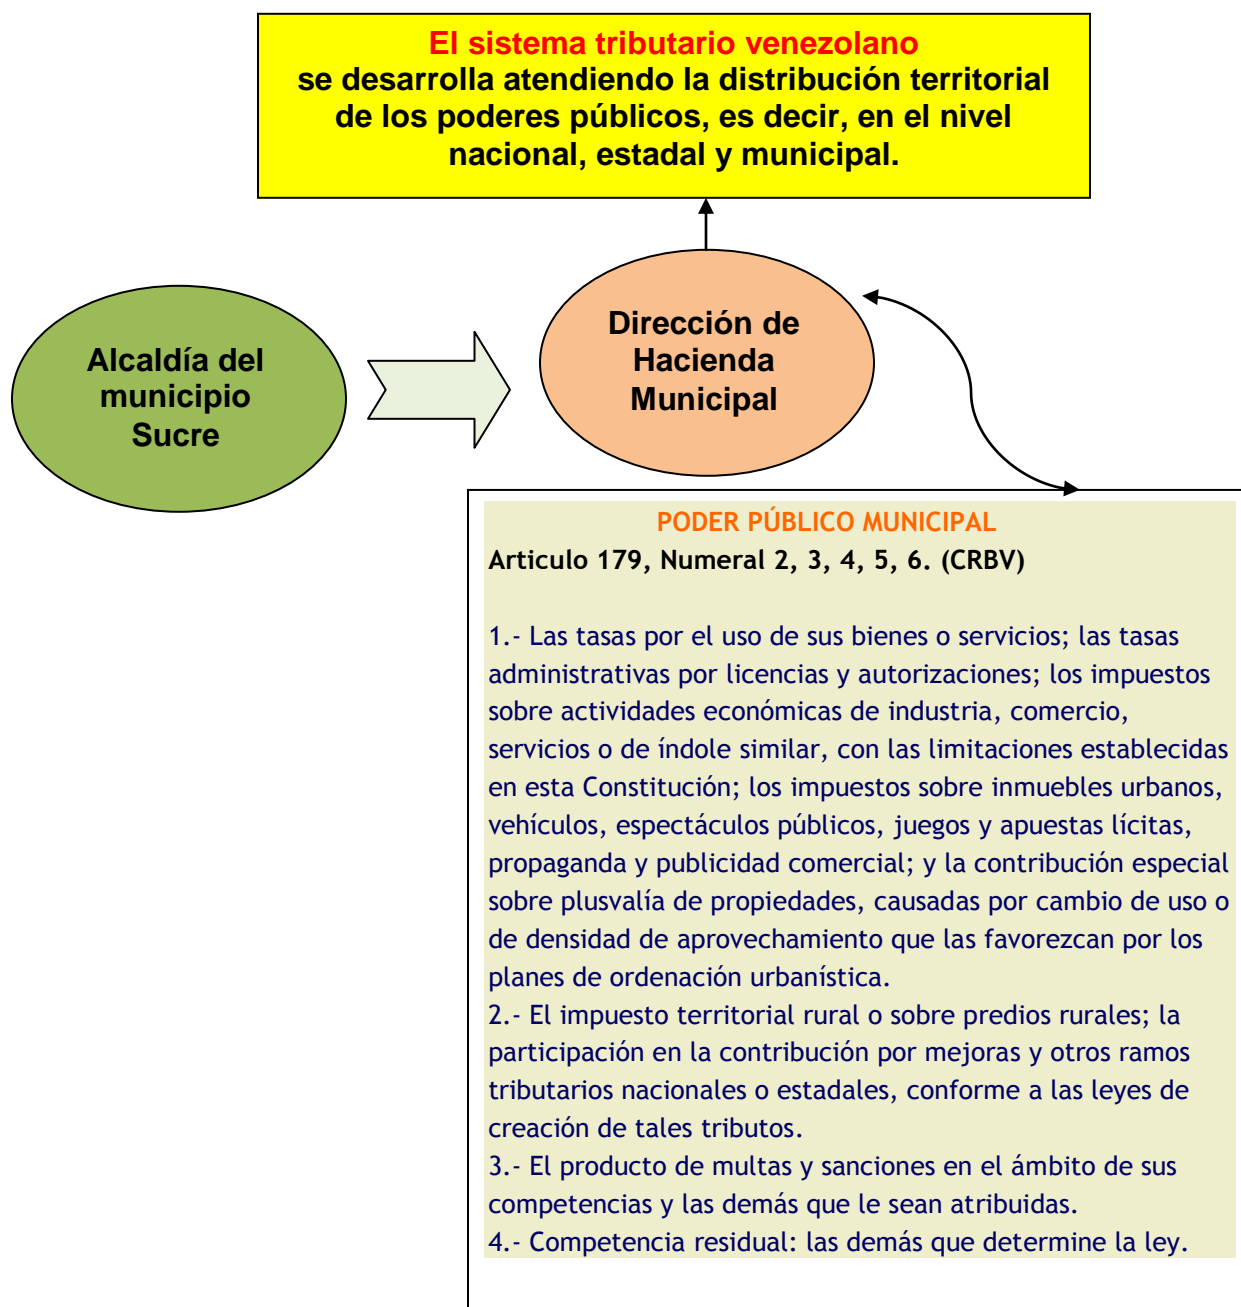 El sistema tributario venezolano
se desarrolla atendiendo la distribución territorial
de los poderes públicos, es decir, en el nivel
nacional, estadal y municipal.
Alcaldía del
municipio
Sucre
Dirección de
Hacienda
Municipal
PODER PÚBLICO MUNICIPAL
Articulo 179, Numeral 2, 3, 4, 5, 6. (CRBV)
1.- Las tasas por el uso de sus bienes o servicios; las tasas
administrativas por licencias y autorizaciones; los impuestos
sobre actividades económicas de industria, comercio,
servicios o de índole similar, con las limitaciones establecidas
en esta Constitución; los impuestos sobre inmuebles urbanos,
vehículos, espectáculos públicos, juegos y apuestas lícitas,
propaganda y publicidad comercial; y la contribución especial
sobre plusvalía de propiedades, causadas por cambio de uso o
de densidad de aprovechamiento que las favorezcan por los
planes de ordenación urbanística.
2.- El impuesto territorial rural o sobre predios rurales; la
participación en la contribución por mejoras y otros ramos
tributarios nacionales o estadales, conforme a las leyes de
creación de tales tributos.
3.- El producto de multas y sanciones en el ámbito de sus
competencias y las demás que le sean atribuidas.
4.- Competencia residual: las demás que determine la ley.